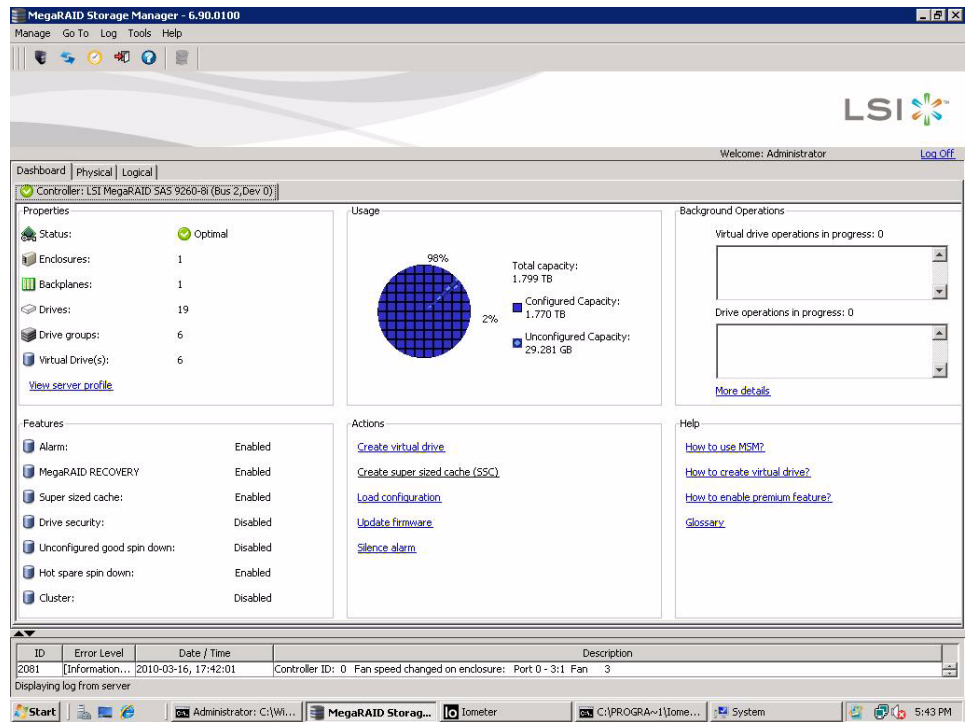 MegaRAID Storage Manager - 6.90.0100
Manage Go To Log Tools Help
LSI
Welcome: Administrator Log Off
Dashboard Physical Logical
Controller: LSI MegaRAID SAS 9260-8i (Bus 2,Dev 0)
Properties
Status: Optimal
Enclosures: 1
Backplanes: 1
Drives: 19
Drive groups: 6
Virtual Drive(s): 6
View server profile
Usage
98%
2%
Total capacity:
1.799 TB
Configured Capacity:
1.770 TB
Unconfigured Capacity:
29.281 GB
Background Operations
Virtual drive operations in progress: 0
Drive operations in progress: 0
More details
Features
Alarm: Enabled
MegaRAID RECOVERY Enabled
Super sized cache: Enabled
Drive security: Disabled
Unconfigured good spin down: Disabled
Hot spare spin down: Enabled
Cluster: Disabled
Actions
Create virtual drive
Create super sized cache (SSC)
Load configuration
Update firmware
Silence alarm
Help
How to use MSM?
How to create virtual drive?
How to enable premium feature?
Glossary
ID Error Level Date / Time Description
2081 [Information... 2010-03-16, 17:42:01 Controller ID: 0 Fan speed changed on enclosure: Port 0 - 3:1 Fan 3
Displaying log from server
Start Administrator: C:\Wi... MegaRAID Storag... Io Iometer C:\PROGRA~1\Iome... System 5:43 PM